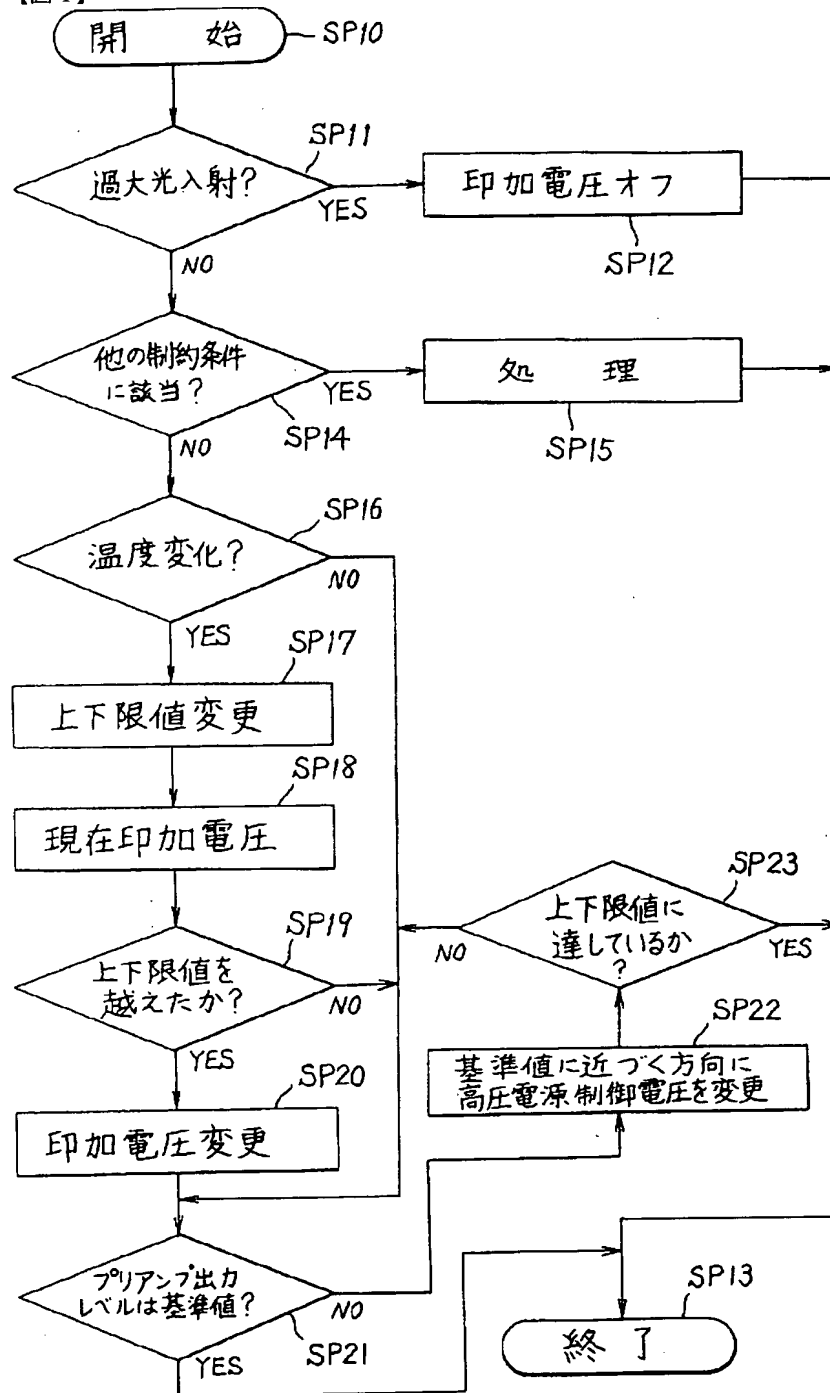 開 始
SP10
SP11
過大光入射?
YES
NO
印加電圧オフ
SP12
他の制約条件
に該当?
YES
NO
SP14
処 理
SP15
SP16
温度変化?
NO
YES
SP17
上下限値変更
SP18
現在印加電圧
SP19
上下限値を
越えたか?
NO
YES
SP20
印加電圧変更
SP23
上下限値に
達しているか
?
NO
YES
SP22
基準値に近づく方向に
高圧電源制御電圧を変更
プリアンプ出力
レベルは基準値?
NO
SP21
YES
SP13
終 了